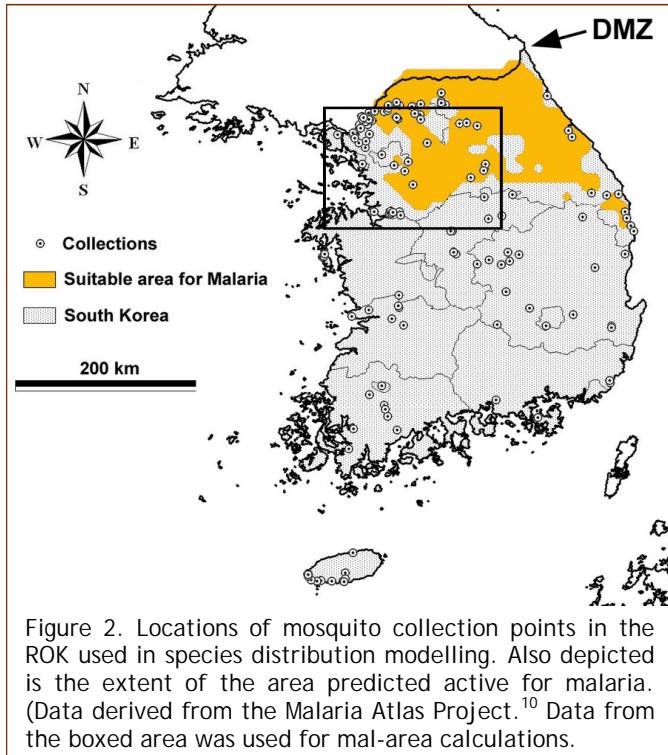 DMZ
N
W E
S
Collections
Suitable area for Malaria
South Korea
200 km
Figure 2. Locations of mosquito collection points in the
ROK used in species distribution modelling. Also depicted
is the extent of the area predicted active for malaria.
(Data derived from the Malaria Atlas Project.10 Data from
the boxed area was used for mal-area calculations.